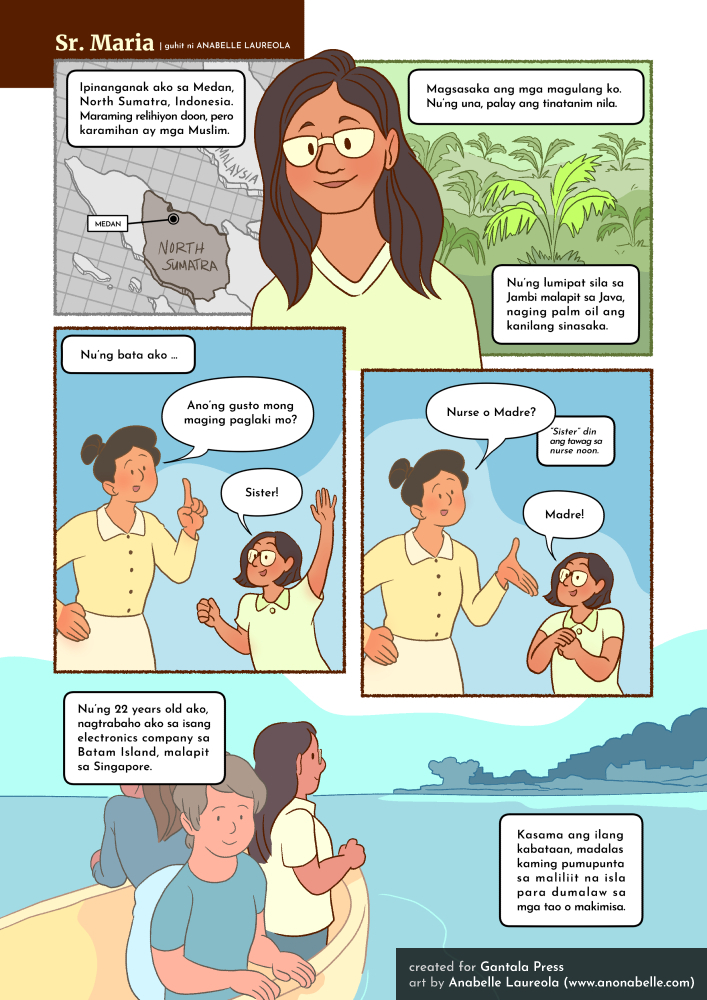 Sr. Maria | guhit ni ANABELLE LAUREOLA
Ipinanganak ako sa Medan,
North Sumatra, Indonesia.
Maraming relihiyon doon, pero
karamihan ay mga Muslim.
MALAYSIA
MEDAN
NORTH
SUMATRA
Magsasaka ang mga magulang ko.
Nu'ng una, palay ang tinatanim nila.
Nu'ng lumipat sila sa
Jambi malapit sa Java,
naging palm oil ang
kanilang sinasaka.
Nu'ng bata ako ...
Ano'ng gusto mong
maging paglaki mo?
Sister!
Nurse o Madre?
"Sister" din
ang tawag sa
nurse noon.
Madre!
Nu'ng 22 years old ako,
nagtrabaho ako sa isang
electronics company sa
Batam Island, malapit
sa Singapore.
Kasama ang ilang
kabataan, madalas
kaming pumupunta
sa maliliit na isla
para dumalaw sa
mga tao o makimisa.
created for Gantala Press
art by Anabelle Laureola (www.anonabelle.com)